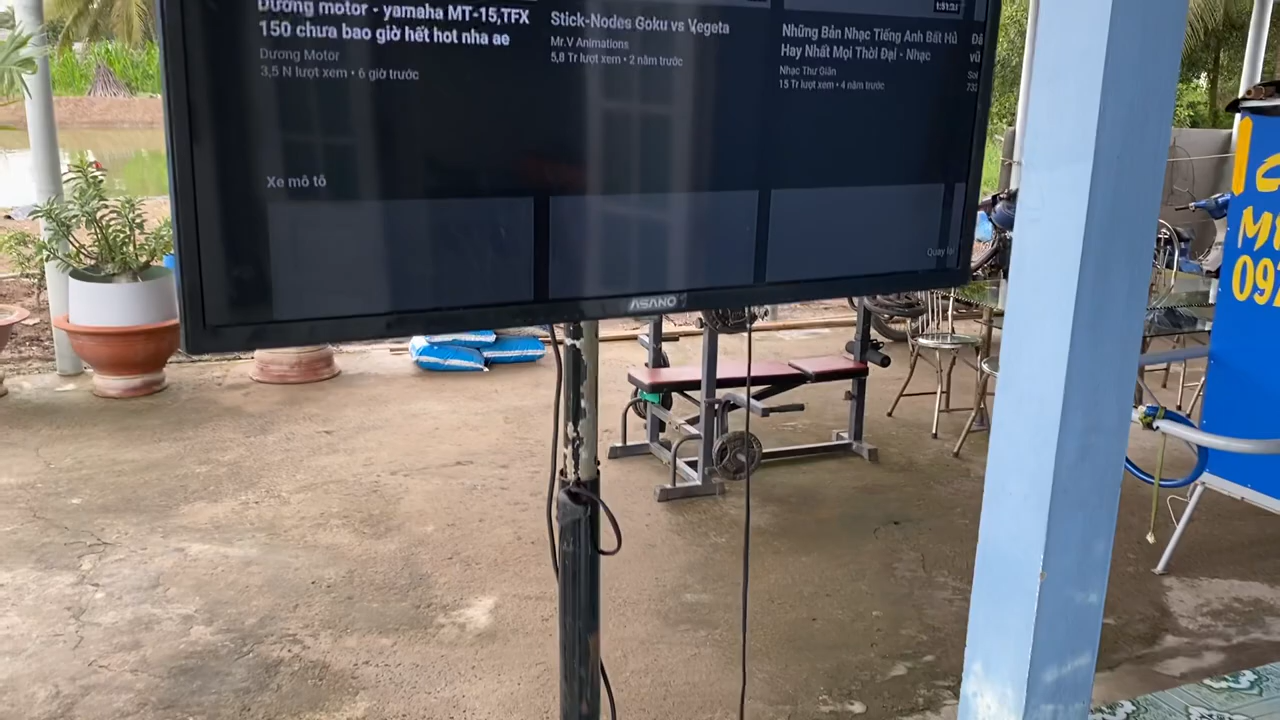 Dương motor - yamaha MT-15,TFX
150 chưa bao giờ hết hot nha ae
Dương Motor
3,5 N lượt xem • 6 giờ trước
Stick-Nodes Goku vs Vegeta
Mr.V Animations
5,8 Tr lượt xem • 2 năm trước
1:51:31
Những Bản Nhạc Tiếng Anh Bất Hủ
Hay Nhất Mọi Thời Đại - Nhạc
Nhạc Thư Giãn
15 Tr lượt xem • 4 năm trước
732
Xe mô tô
Quay lại
ASANO
097